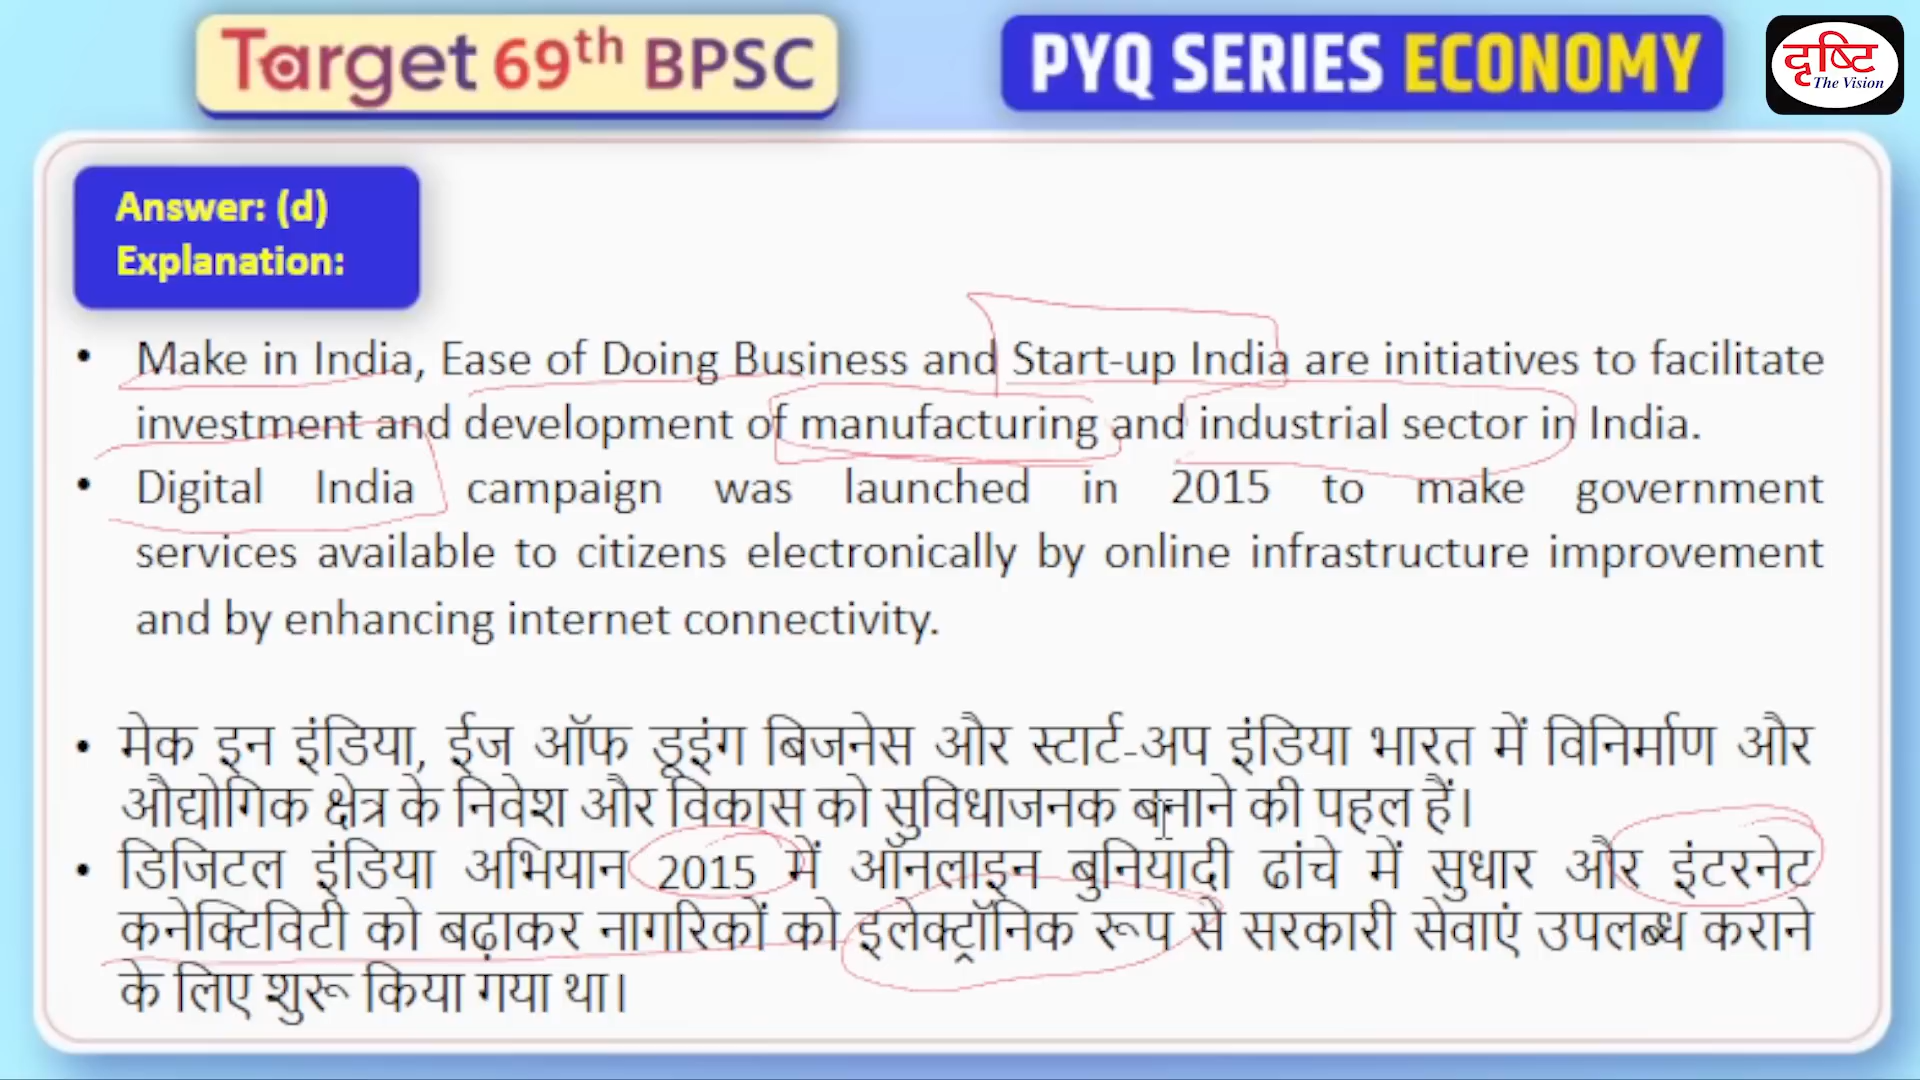 Target 69th BPSC
PYQ SERIES ECONOMY
दृष्टि
The Vision
Answer: (d)
Explanation:
• Make in India, Ease of Doing Business and Start-up India are initiatives to facilitate
investment and development of manufacturing and industrial sector in India.
• Digital India campaign was launched in 2015 to make government
services available to citizens electronically by online infrastructure improvement
and by enhancing internet connectivity.
• मेक इन इंडिया, ईज ऑफ डूइंग बिजनेस और स्टार्ट-अप इंडिया भारत में विनिर्माण और
औद्योगिक क्षेत्र के निवेश और विकास को सुविधाजनक बनाने की पहल हैं।
• डिजिटल इंडिया अभियान 2015 में ऑनलाइन बुनियादी ढांचे में सुधार और इंटरनेट
कनेक्टिविटी को बढ़ाकर नागरिकों को इलेक्ट्रॉनिक रूप से सरकारी सेवाएं उपलब्ध कराने
के लिए शुरू किया गया था।